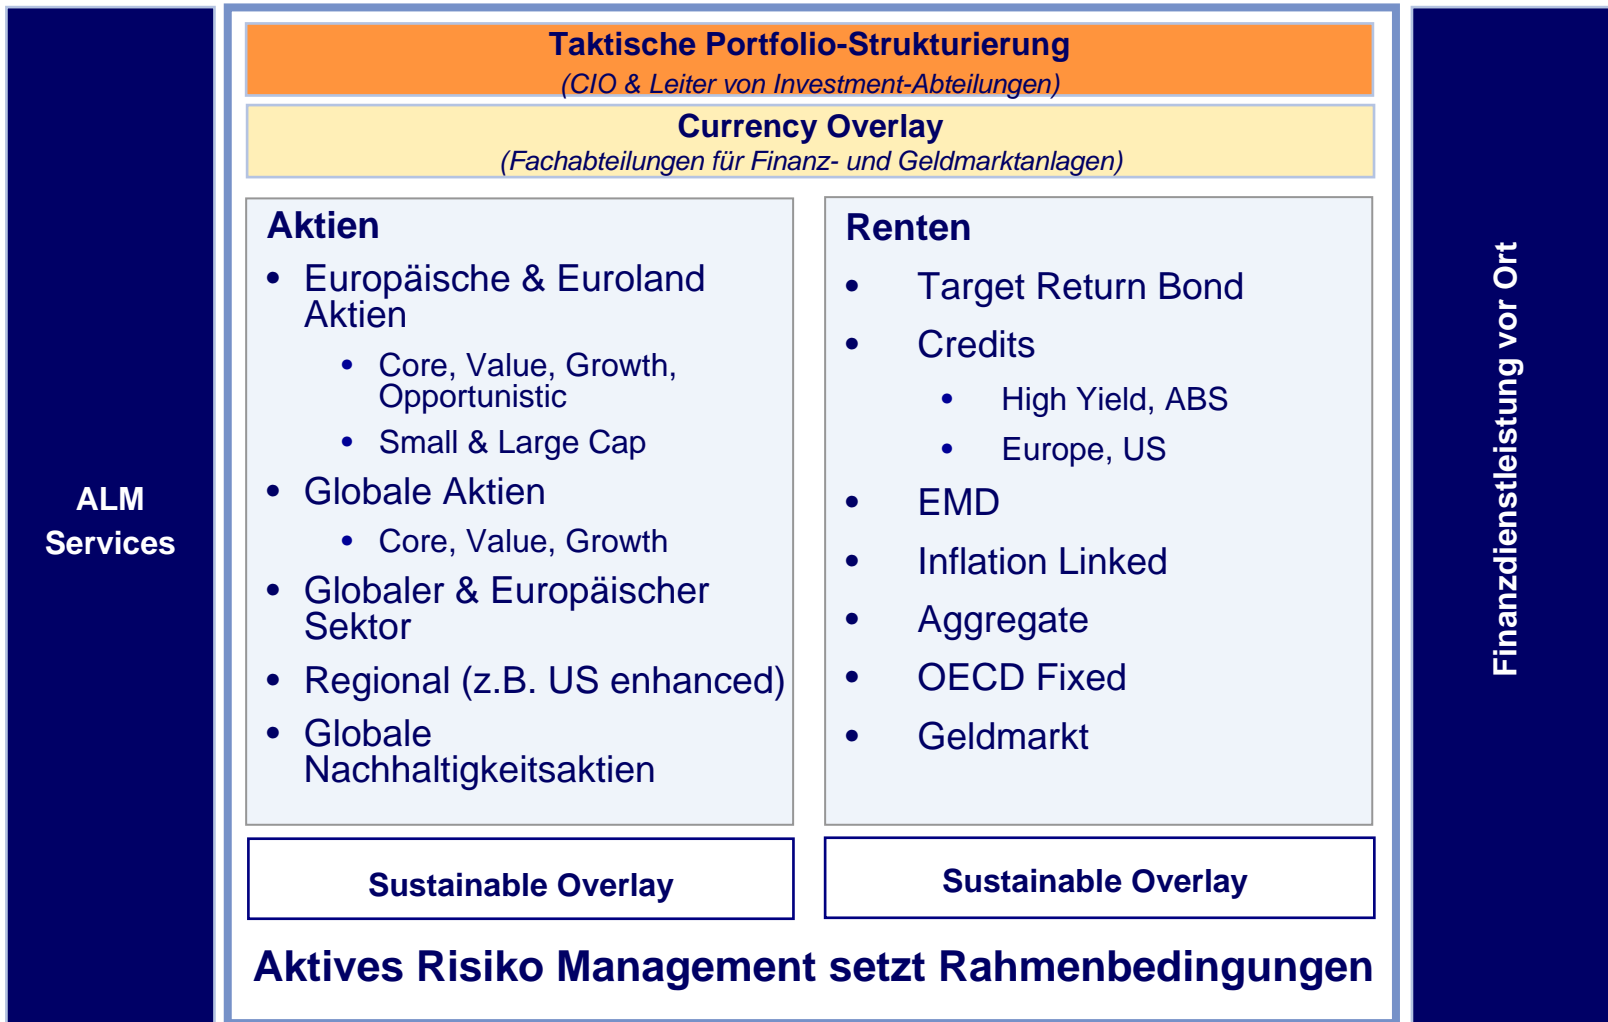 ALM
Services
Taktische Portfolio-Strukturierung
(CIO & Leiter von Investment-Abteilungen)
Currency Overlay
(Fachabteilungen für Finanz- und Geldmarktanlagen)
Aktien
• Europäische & Euroland
Aktien
• Core, Value, Growth,
Opportunistic
• Small & Large Cap
• Globale Aktien
• Core, Value, Growth
• Globaler & Europäischer
Sektor
• Regional (z.B. US enhanced)
• Globale
Nachhaltigkeitsaktien
Sustainable Overlay
Renten
• Target Return Bond
• Credits
• High Yield, ABS
• Europe, US
• EMD
• Inflation Linked
• Aggregate
• OECD Fixed
• Geldmarkt
Sustainable Overlay
Aktives Risiko Management setzt Rahmenbedingungen
Finanzdienstleistung vor Ort